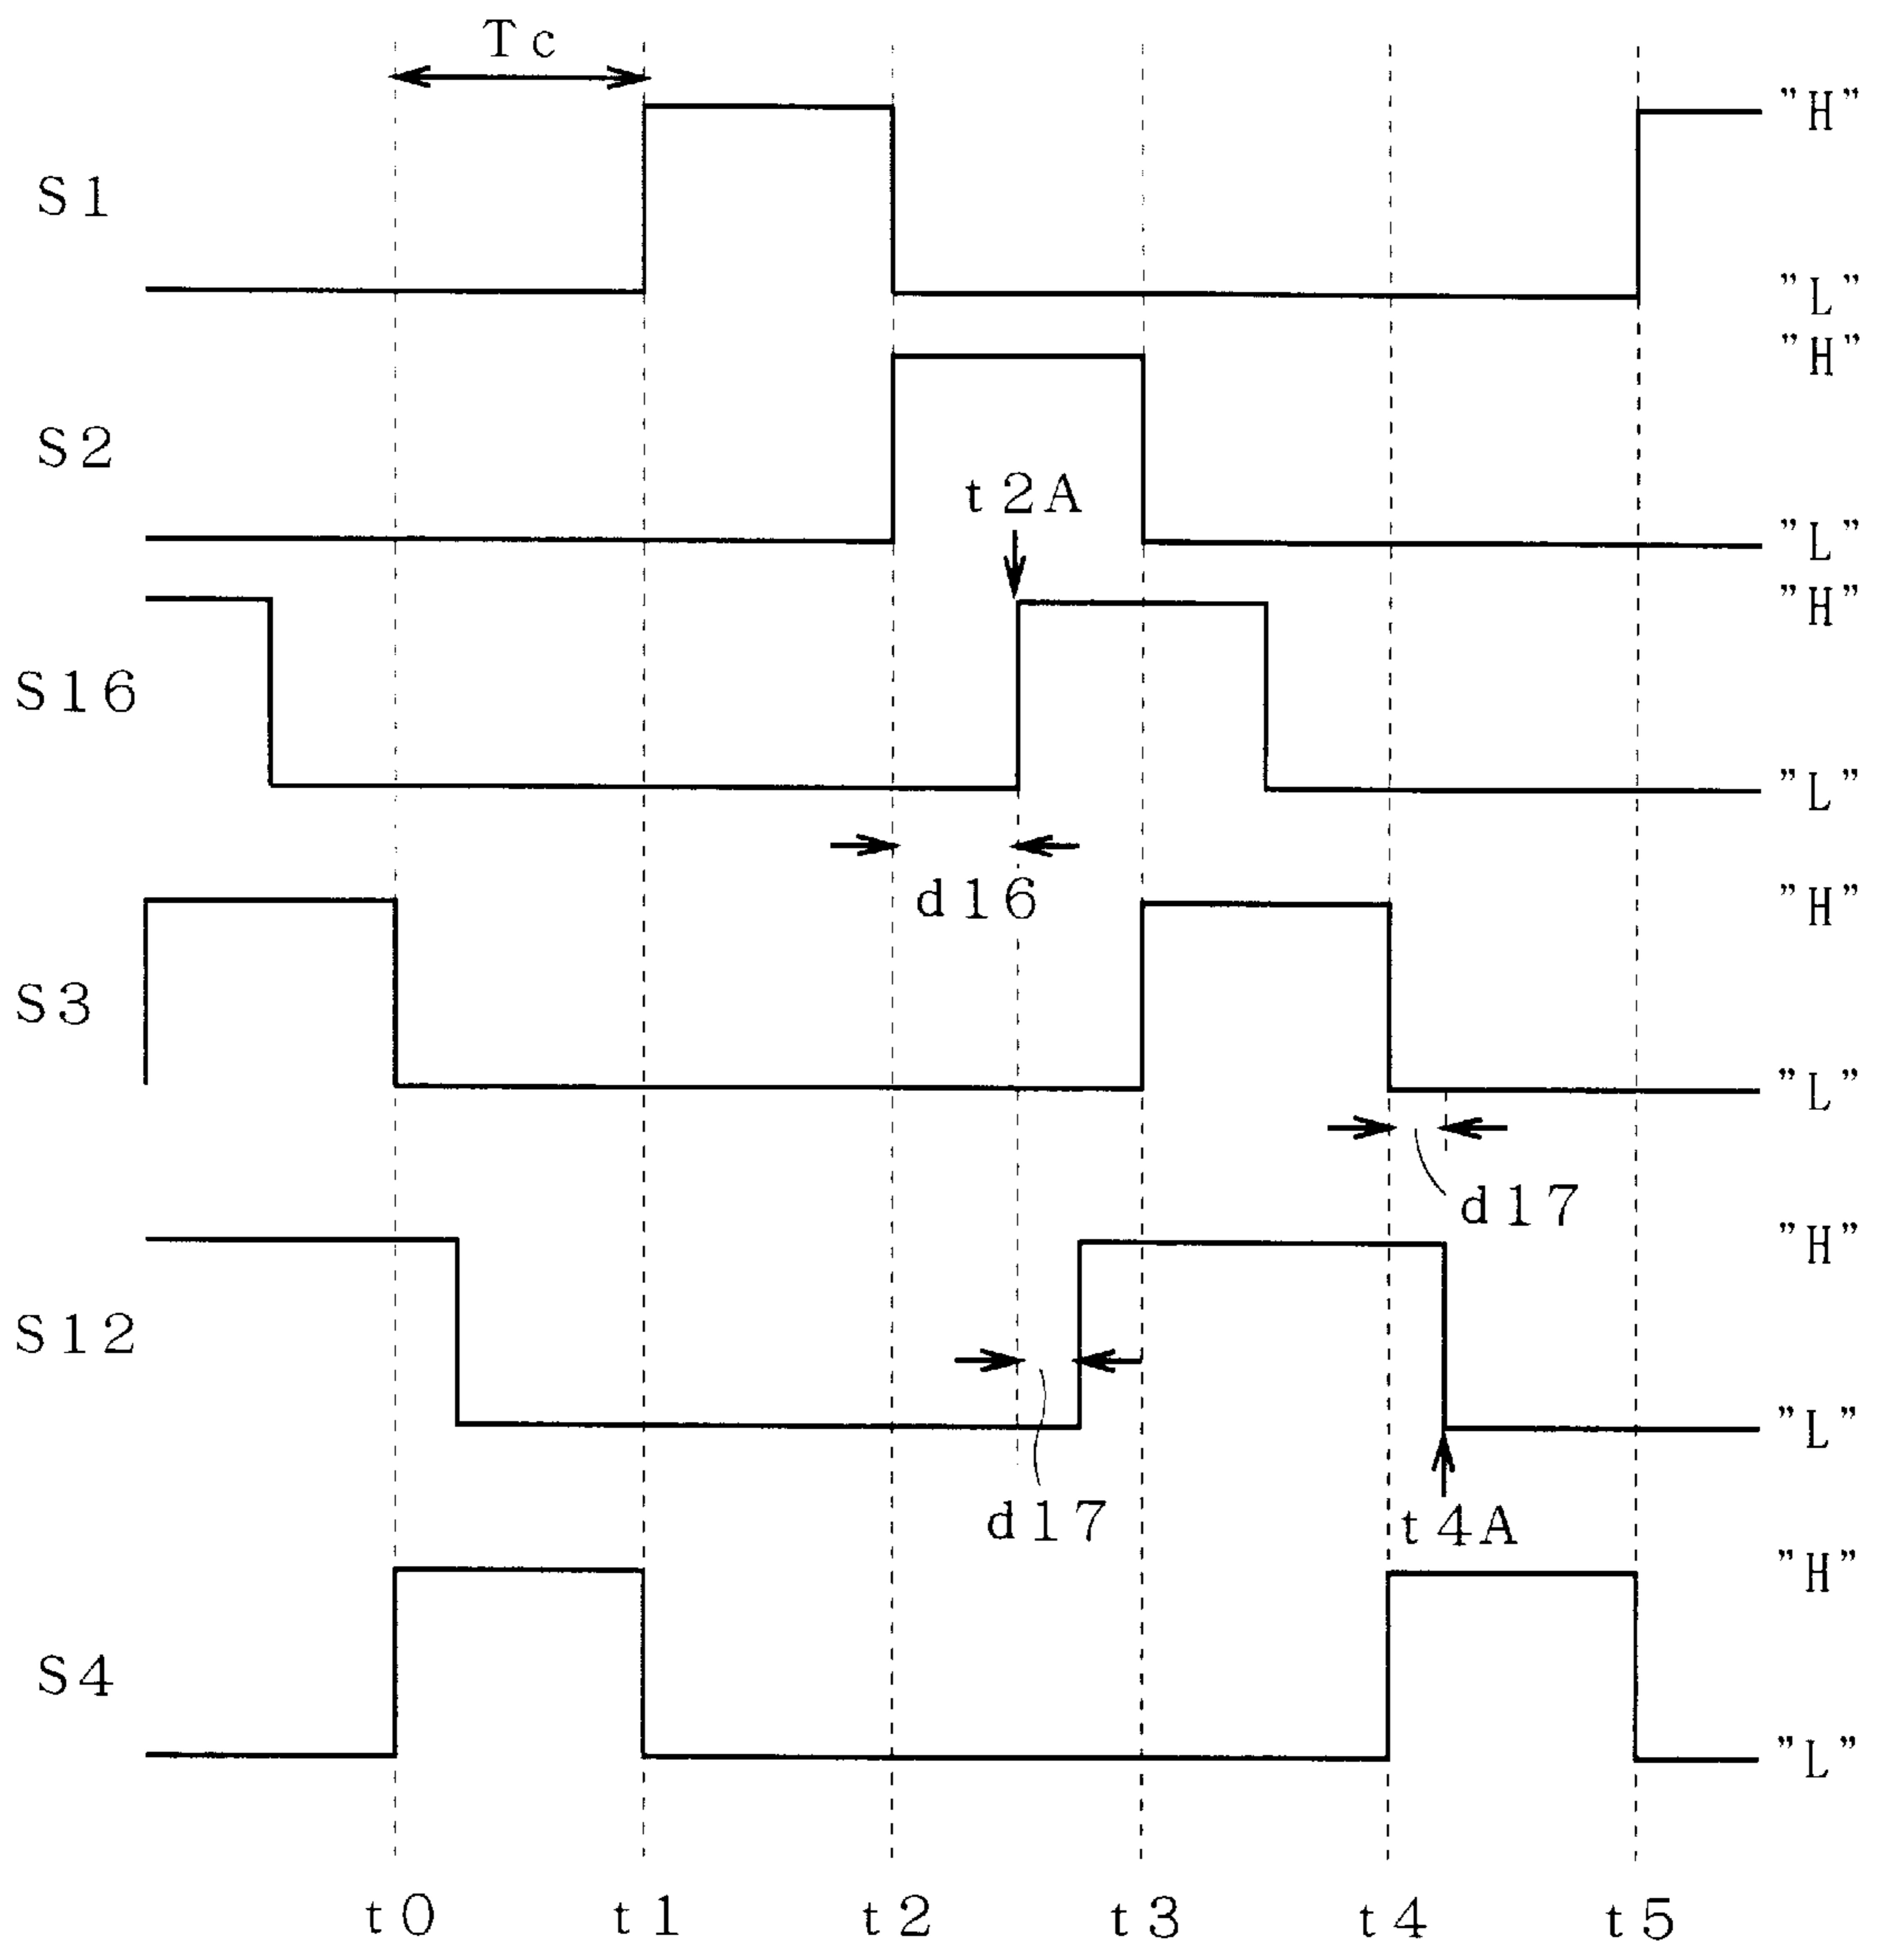 Tc
"H"
S1
"L"
"H"
S2
t2A
"L"
"H"
S16
"L"
d16
"H"
S3
"L"
d17
"H"
S12
"L"
d17
t4A
"H"
S4
"L"
t0 t1 t2 t3 t4 t5